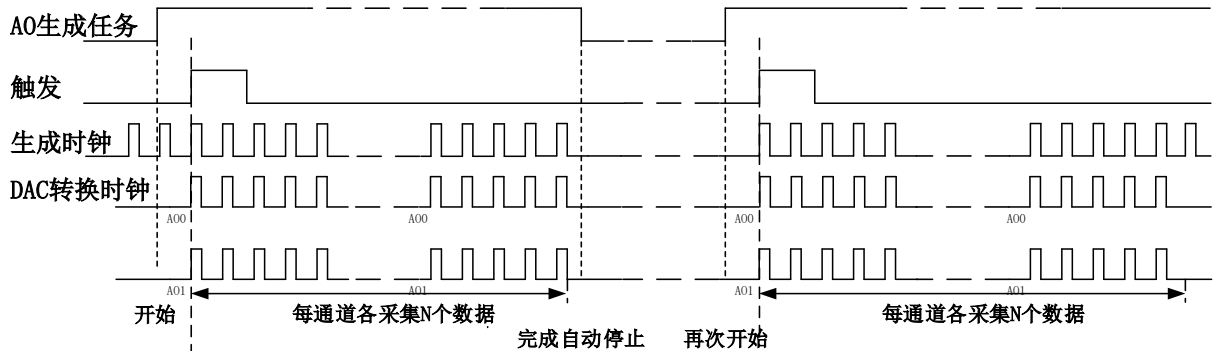 AO生成任务
触发
生成时钟
DAC转换时钟
AO0 AO0 AO0 AO0
AO1 AO1 AO1 AO1
开始 每通道各采集N个数据 每通道各采集N个数据
完成自动停止 再次开始